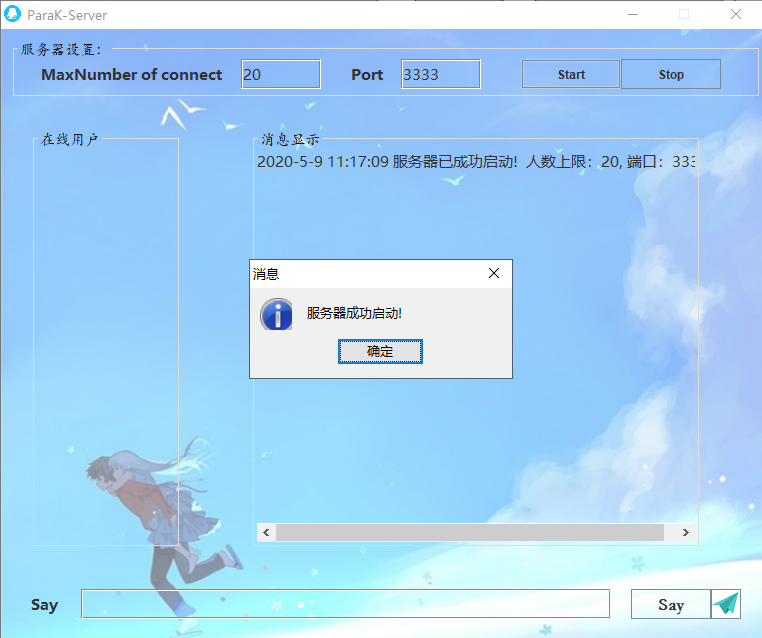 ParaK-Server
服务器设置:
MaxNumber of connect 20 Port 3333 Start Stop
在线用户
消息显示
2020-5-9 11:17:09 服务器已成功启动! 人数上限: 20, 端口: 333
消息
服务器成功启动!
确定
Say Say